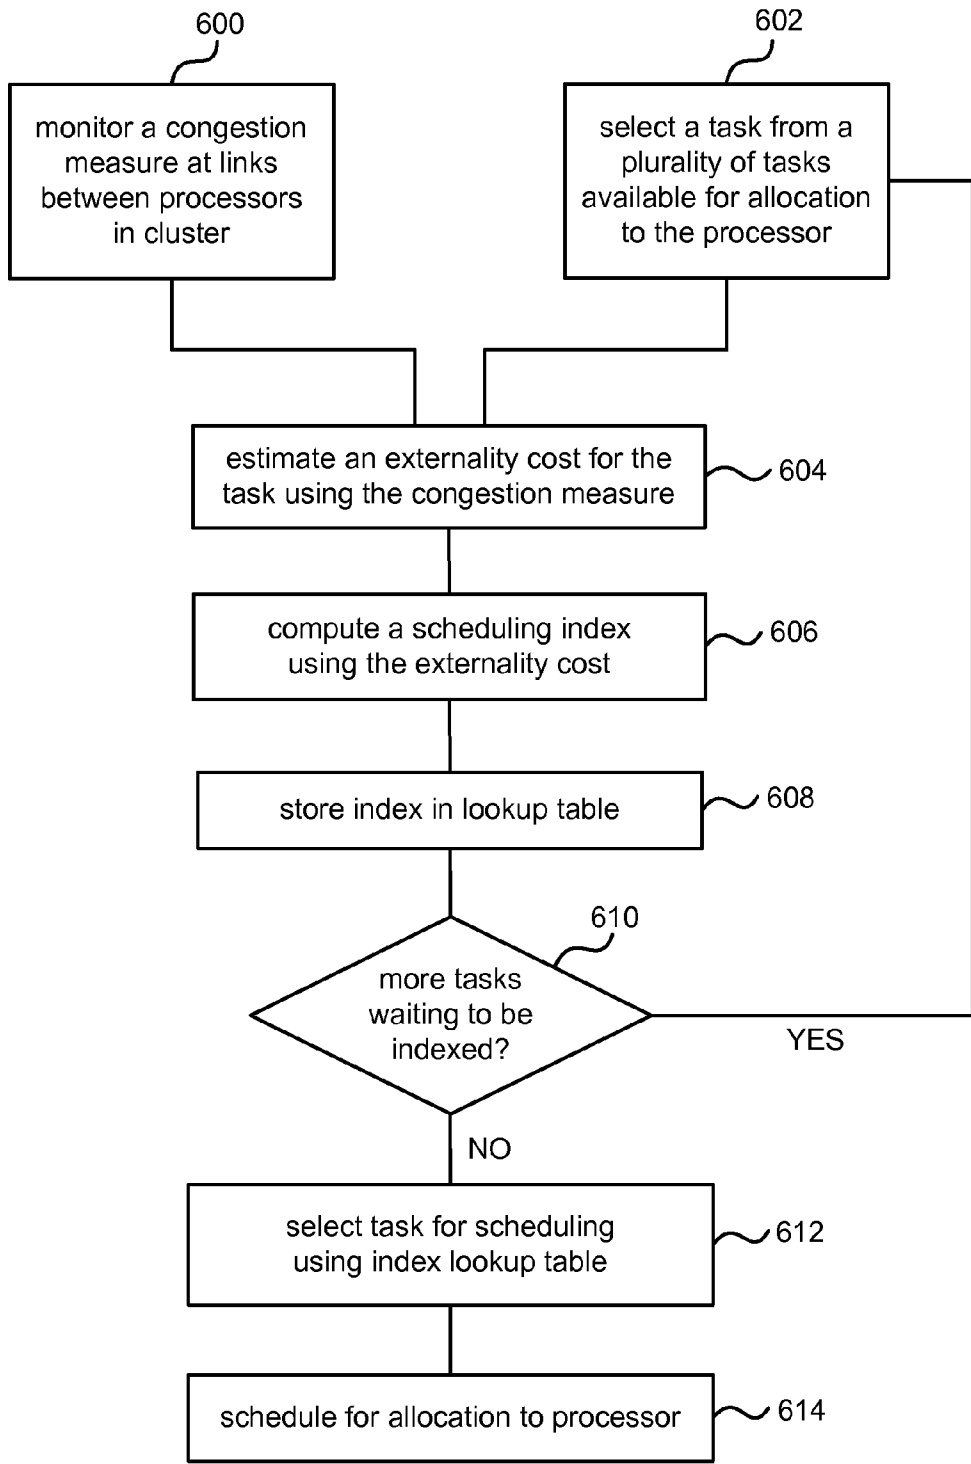 600
monitor a congestion
measure at links
between processors
in cluster
602
select a task from a
plurality of tasks
available for allocation
to the processor
estimate an externality cost for the
task using the congestion measure
604
compute a scheduling index
using the externality cost
606
store index in lookup table
608
610
more tasks
waiting to be
indexed?
YES
NO
select task for scheduling
using index lookup table
612
schedule for allocation to processor
614